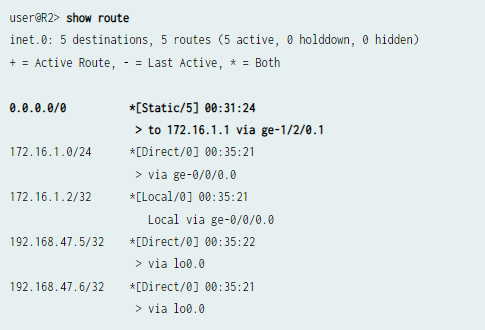 user@R2> show route
inet.0: 5 destinations, 5 routes (5 active, 0 holddown, 0 hidden)
+ = Active Route, - = Last Active, * = Both
0.0.0.0/0 *[Static/5] 00:31:24
> to 172.16.1.1 via ge-1/2/0.1
172.16.1.0/24 *[Direct/0] 00:35:21
> via ge-0/0/0.0
172.16.1.2/32 *[Local/0] 00:35:21
Local via ge-0/0/0.0
192.168.47.5/32 *[Direct/0] 00:35:22
> via lo0.0
192.168.47.6/32 *[Direct/0] 00:35:21
> via lo0.0